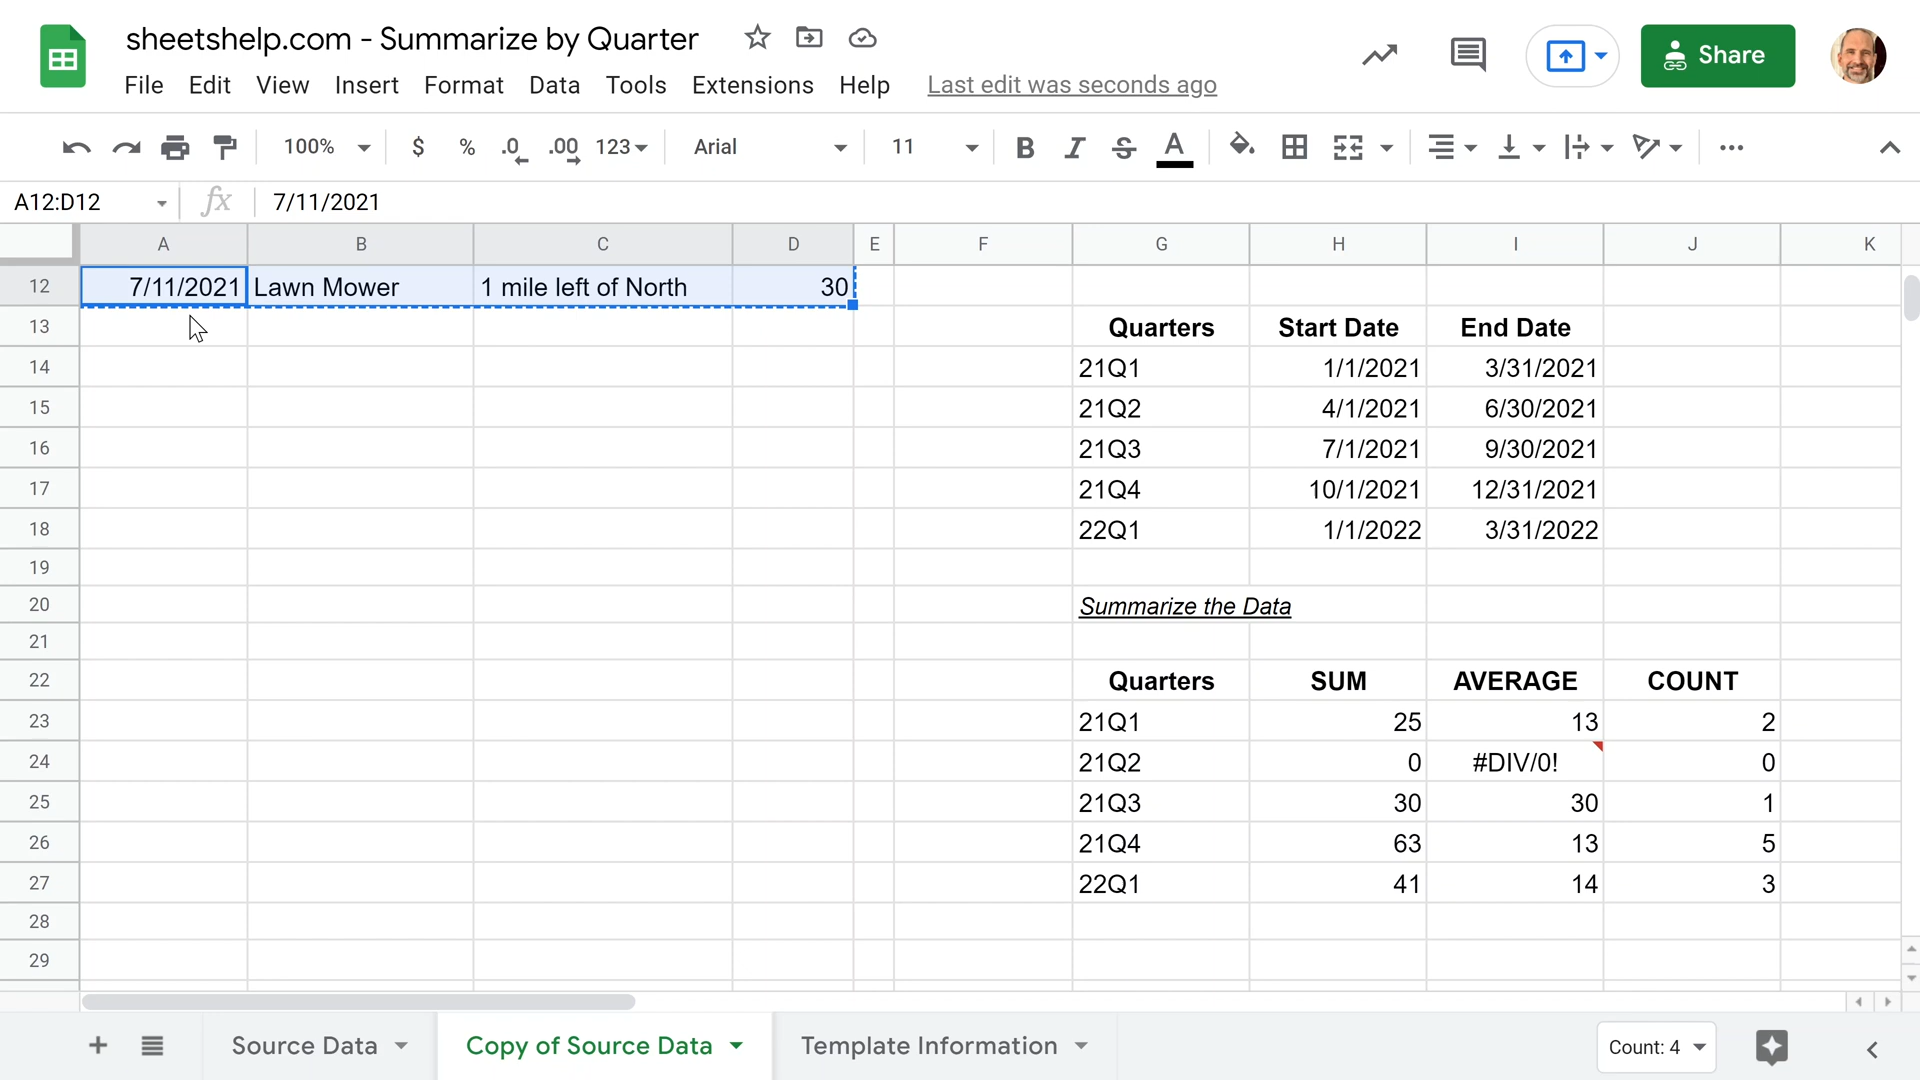 sheetshelp.com - Summarize by Quarter
File Edit View Insert Format Data Tools Extensions Help Last edit was seconds ago
Share
100% $ % .0 .00 123 Arial 11 B I S A
A12:D12 fx 7/11/2021
A B C D E F G H I J K
12 7/11/2021 Lawn Mower 1 mile left of North 30
13 Quarters Start Date End Date
14 21Q1 1/1/2021 3/31/2021
15 21Q2 4/1/2021 6/30/2021
16 21Q3 7/1/2021 9/30/2021
17 21Q4 10/1/2021 12/31/2021
18 22Q1 1/1/2022 3/31/2022
19
20 Summarize the Data
21
22 Quarters SUM AVERAGE COUNT
23 21Q1 25 13 2
24 21Q2 0 #DIV/0! 0
25 21Q3 30 30 1
26 21Q4 63 13 5
27 22Q1 41 14 3
28
29
Source Data Copy of Source Data Template Information Count: 4